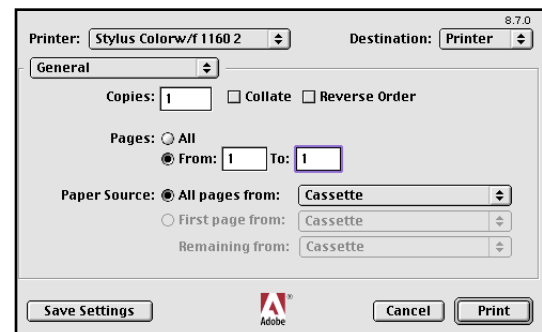 8.7.0
Printer: Stylus Colorw/f 1160 2 Destination: Printer
General
Copies: 1 Collate Reverse Order
Pages: All
From: 1 To: 1
Paper Source: All pages from: Cassette
First page from: Cassette
Remaining from: Cassette
Save Settings Adobe® Cancel Print